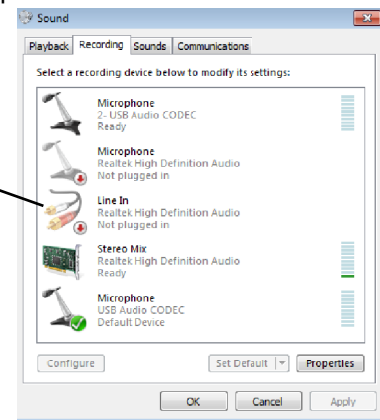 Sound
Playback Recording Sounds Communications
Select a recording device below to modify its settings:
Microphone
2- USB Audio CODEC
Ready
Microphone
Realtek High Definition Audio
Not plugged in
Line In
Realtek High Definition Audio
Not plugged in
Stereo Mix
Realtek High Definition Audio
Ready
Microphone
USB Audio CODEC
Default Device
Configure Set Default Properties
OK Cancel Apply